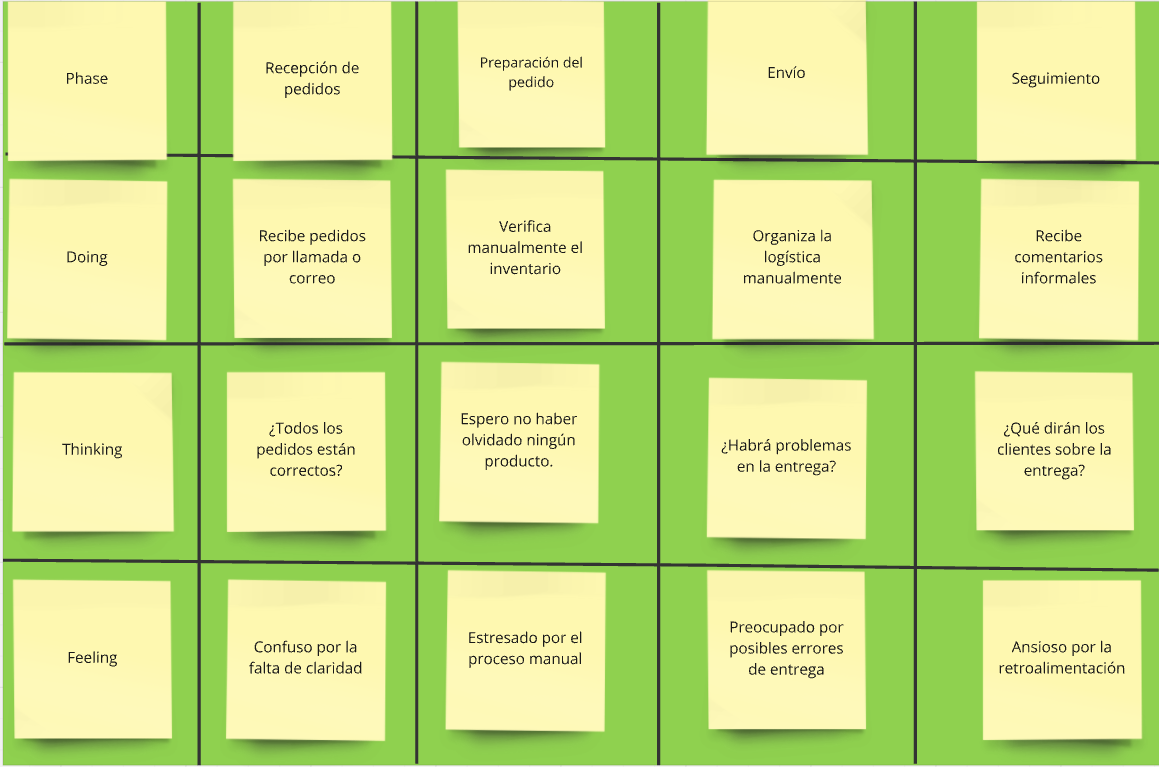 Phase
Recepción de
pedidos
Preparación del
pedido
Envío
Seguimiento
Doing
Recibe pedidos
por llamada o
correo
Verifica
manualmente el
inventario
Organiza la
logística
manualmente
Recibe
comentarios
informales
Thinking
¿Todos los
pedidos están
correctos?
Espero no haber
olvidado ningún
producto.
¿Habrá problemas
en la entrega?
¿Qué dirán los
clientes sobre la
entrega?
Feeling
Confuso por la
falta de claridad
Estresado por el
proceso manual
Preocupado por
posibles errores
de entrega
Ansioso por la
retroalimentación